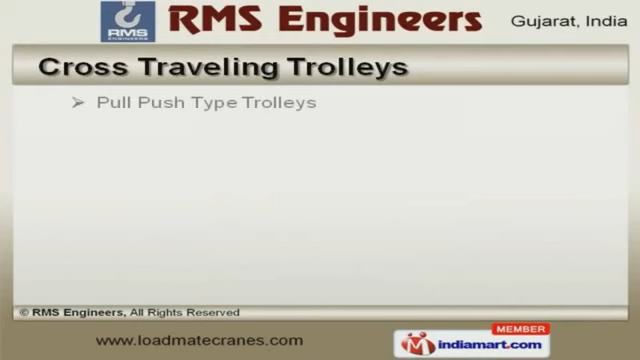 RMS Engineers
RMS
ENGINEERS
Gujarat, India
Cross Traveling Trolleys
➢ Pull Push Type Trolleys
© RMS Engineers, All Rights Reserved
www.loadmatecranes.com
MEMBER
indiamart.com